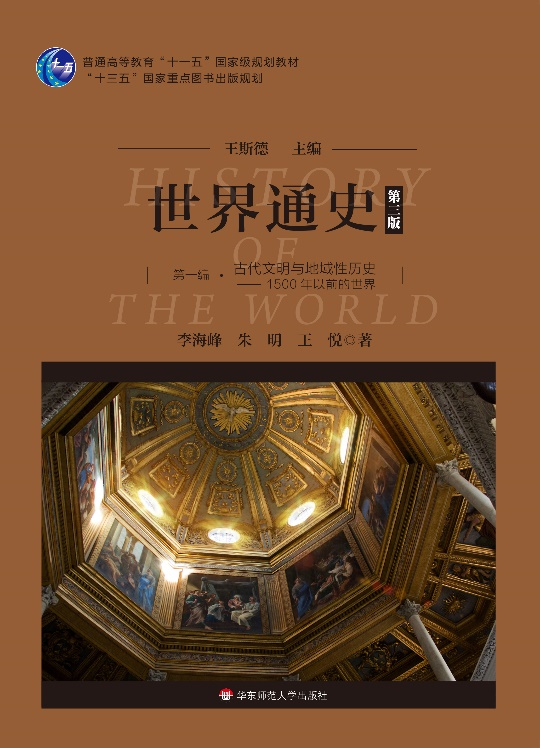 十一五
普通高等教育“十一五”国家级规划教材
“十三五”国家重点图书出版规划
王斯德 主编
HISTORY
世界通史 第三版
OF
第一编 · 古代文明与地域性历史
—— 1500 年以前的世界
THE WORLD
李海峰 朱 明 王 悦◎著
华东师范大学出版社